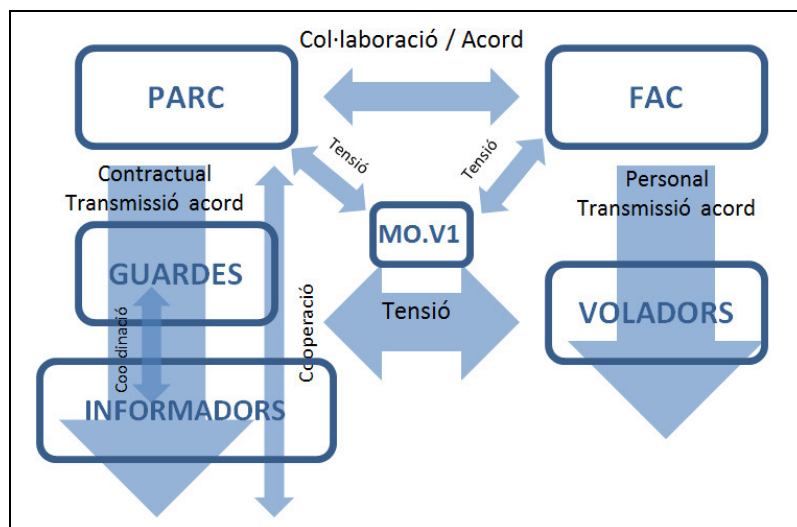 Col·laboració / Acord
PARC
FAC
Tensió
Tensió
Contractual
Transmissió acord
Personal
Transmissió acord
MO.V1
GUARDES
Tensió
VOLADORS
Coordinació
Cooperació
INFORMADORS